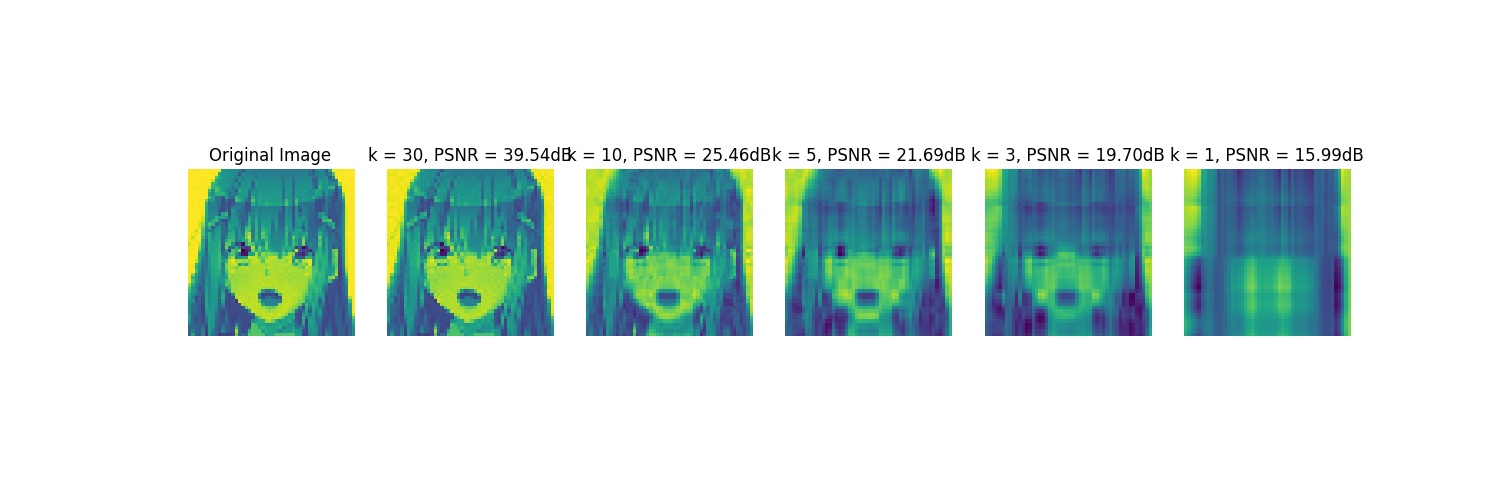 Original Image
k = 30, PSNR = 39.54dB
k = 10, PSNR = 25.46dB
k = 5, PSNR = 21.69dB
k = 3, PSNR = 19.70dB
k = 1, PSNR = 15.99dB